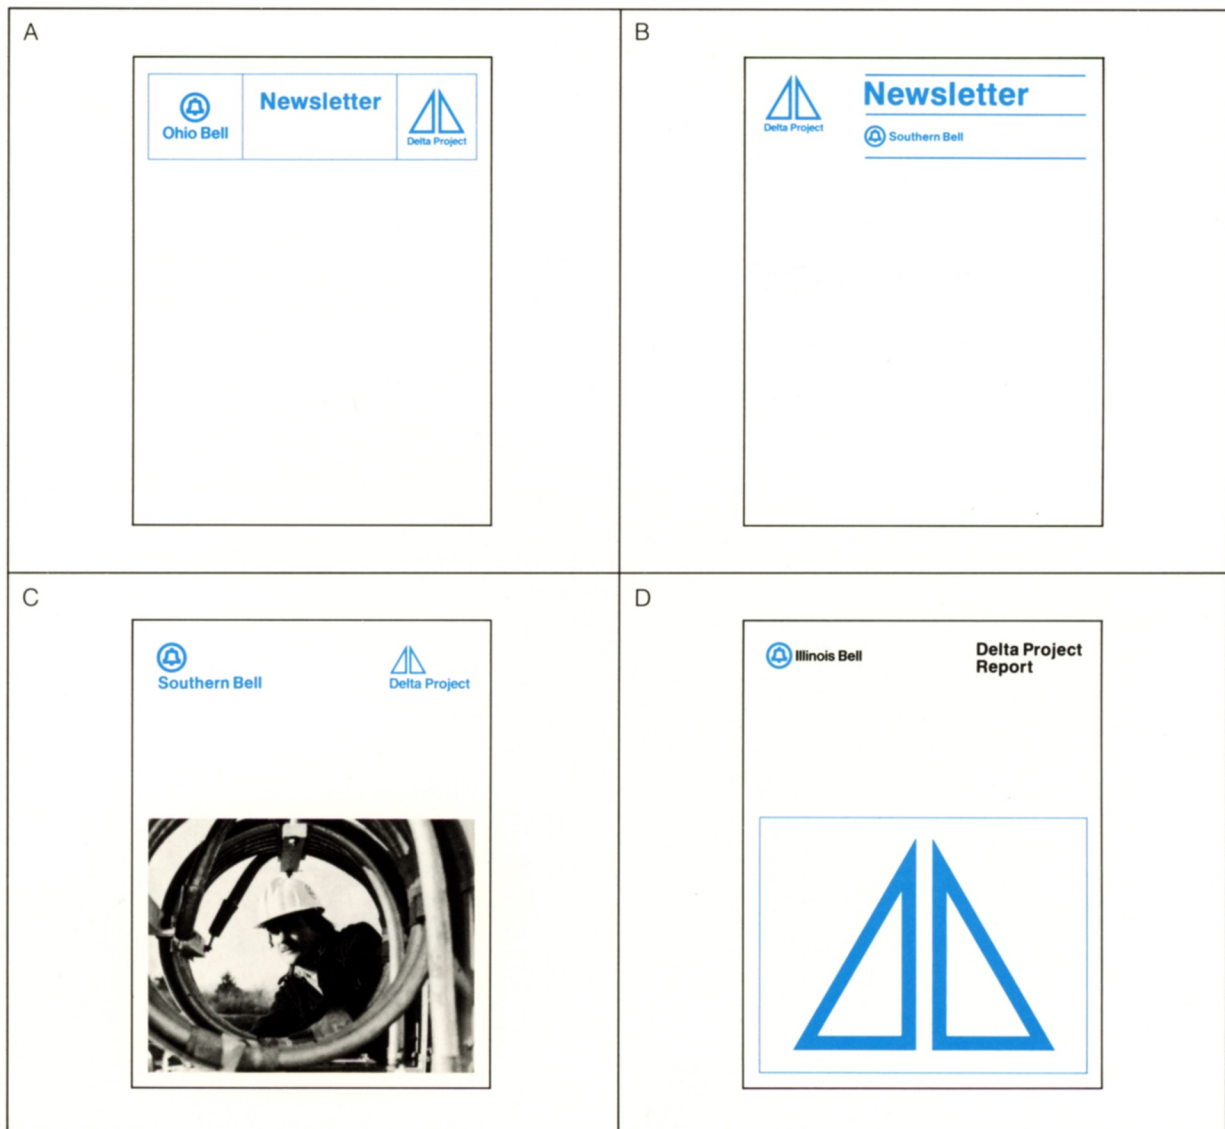 A
Ohio Bell
Newsletter
Delta Project
B
Delta Project
Newsletter
Southern Bell
C
Southern Bell
Delta Project
D
Illinois Bell
Delta Project
Report